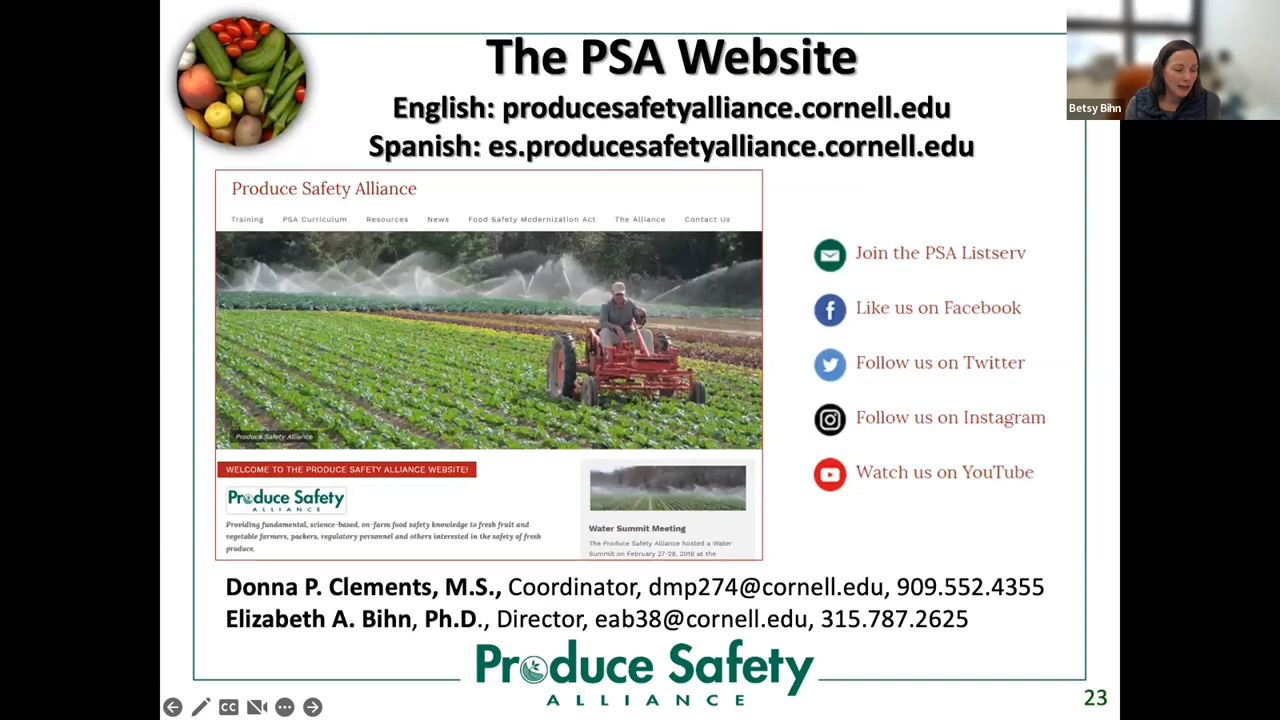 The PSA Website
English: producesafetyalliance.cornell.edu
Spanish: es.producesafetyalliance.cornell.edu
Betsy Bihn
Produce Safety Alliance
Training PSA Curriculum Resources News Food Safety Modernization Act The Alliance Contact Us
Produce Safety Alliance
WELCOME TO THE PRODUCE SAFETY ALLIANCE WEBSITE!
Produce Safety
ALLIANCE
Providing fundamental, science-based, on-farm food safety knowledge to fresh fruit and
vegetable farmers, packers, regulatory personnel and others interested in the safety of fresh
produce.
Water Summit Meeting
The Produce Safety Alliance hosted a Water
Summit on February 27-28, 2018 at the
Join the PSA Listserv
Like us on Facebook
Follow us on Twitter
Follow us on Instagram
Watch us on YouTube
Donna P. Clements, M.S., Coordinator, dmp274@cornell.edu, 909.552.4355
Elizabeth A. Bihn, Ph.D., Director, eab38@cornell.edu, 315.787.2625
Produce Safety
ALLIANCE
CC
23